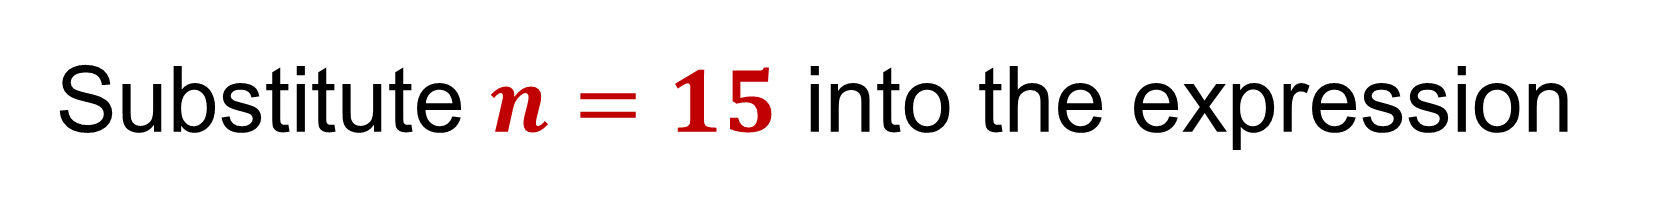 Substitute n = 15 into the expression